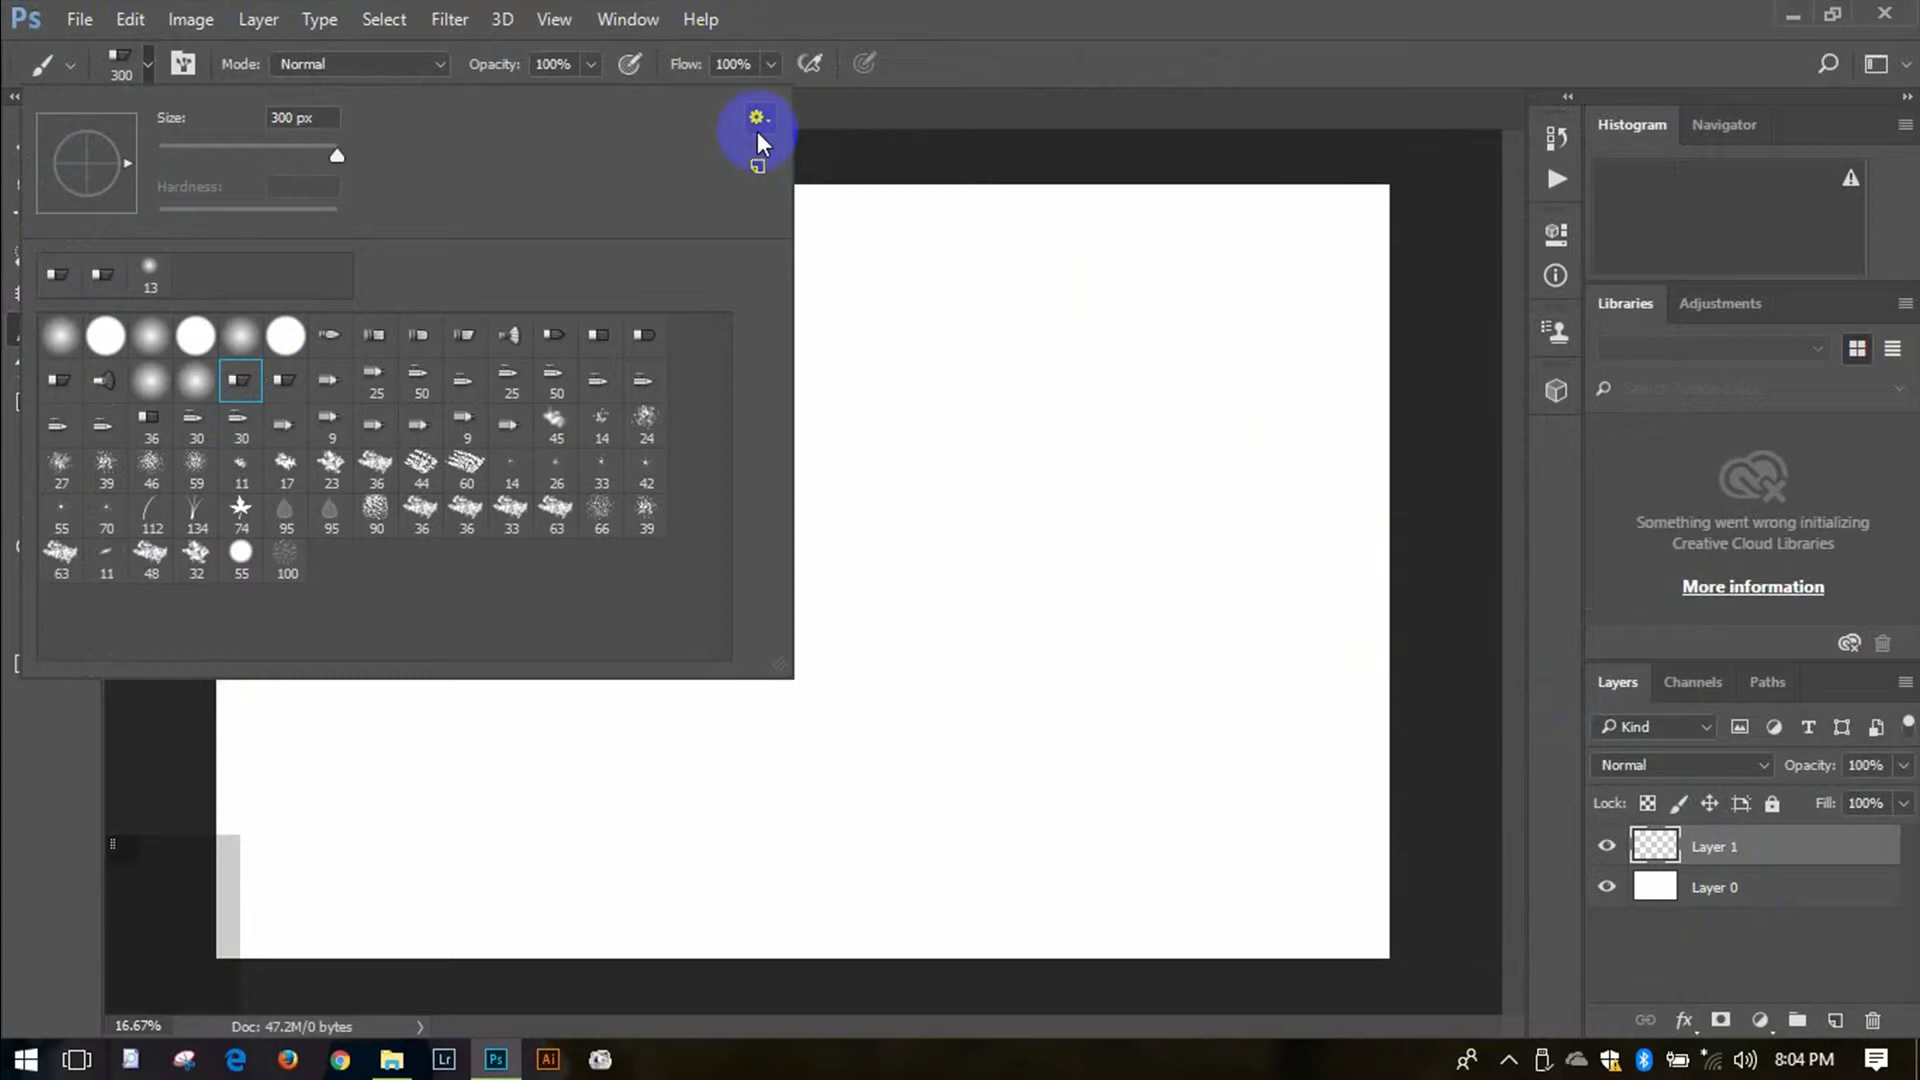 Ps File Edit Image Layer Select Filter 3D View Window Help
300 Mode: Normal Opacity: 100% Flow: 100%
Size: 300 px
Hardness:
13
25 50 25 50
36 30 30 9 9 45 14 24
27 39 46 59 11 17 23 36 44 60 14 26 33 42
55 70 112 134 74 95 95 90 36 36 33 63 66 39
63 11 48 32 55 100
Histogram Navigator
Libraries Adjustments
Something went wrong initializing
Creative Cloud Libraries
More information
Layers Channels Paths
Kind
Normal Opacity: 100%
Lock: Fill: 100%
Layer 1
Layer 0
16.67% Doc: 47.2M/0 bytes
Lr Ps Ai 8:04 PM